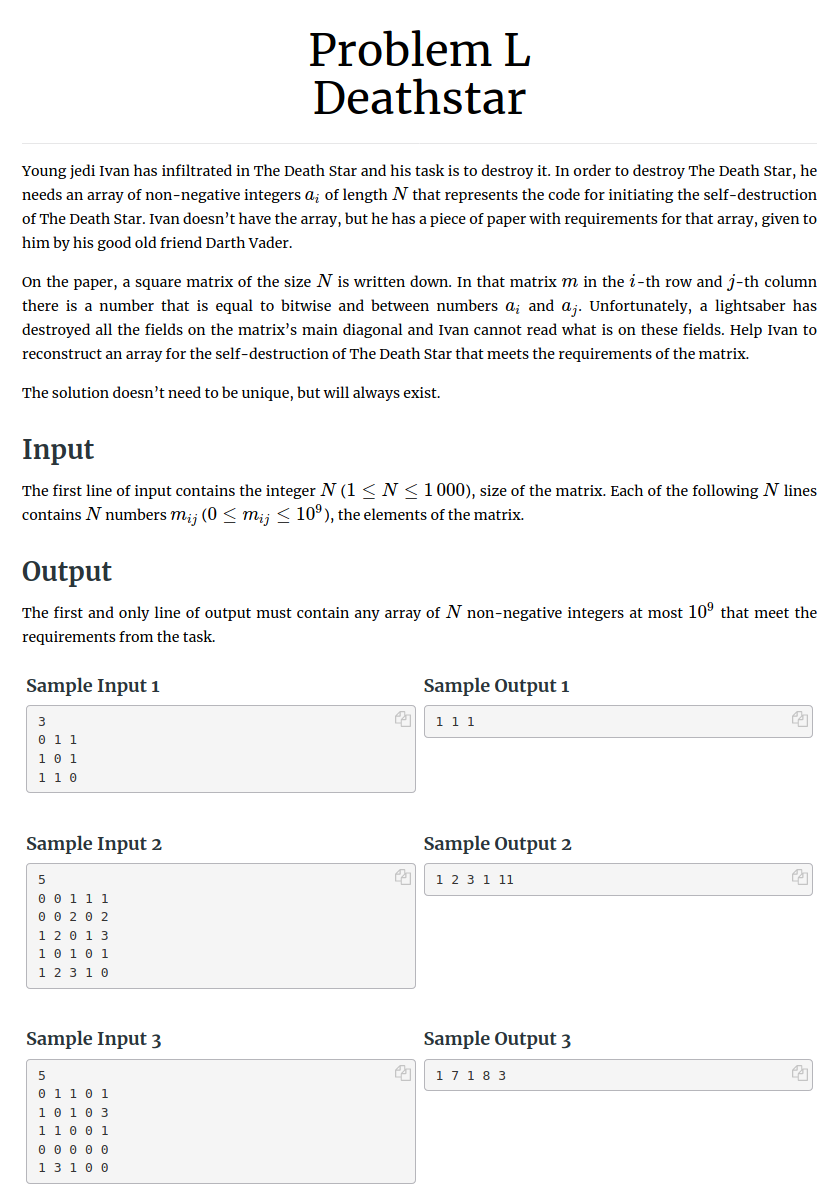 Problem L
Deathstar
Young jedi Ivan has infiltrated in The Death Star and his task is to destroy it. In order to destroy The Death Star, he
needs an array of non-negative integers a_i of length N that represents the code for initiating the self-destruction
of The Death Star. Ivan doesn't have the array, but he has a piece of paper with requirements for that array, given to
him by his good old friend Darth Vader.
On the paper, a square matrix of the size N is written down. In that matrix m in the i-th row and j-th column
there is a number that is equal to bitwise and between numbers a_i and a_j. Unfortunately, a lightsaber has
destroyed all the fields on the matrix's main diagonal and Ivan cannot read what is on these fields. Help Ivan to
reconstruct an array for the self-destruction of The Death Star that meets the requirements of the matrix.
The solution doesn't need to be unique, but will always exist.
Input
The first line of input contains the integer N (1 ≤ N ≤ 1 000), size of the matrix. Each of the following N lines
contains N numbers m_ij (0 ≤ m_ij ≤ 10^9), the elements of the matrix.
Output
The first and only line of output must contain any array of N non-negative integers at most 10^9 that meet the
requirements from the task.
Sample Input 1
Sample Output 1
3
0 1 1
1 0 1
1 1 0
1 1 1
Sample Input 2
Sample Output 2
5
0 0 1 1 1
0 0 2 0 2
1 2 0 1 3
1 0 1 0 1
1 2 3 1 0
1 2 3 1 11
Sample Input 3
Sample Output 3
5
0 1 1 0 1
1 0 1 0 3
1 1 0 0 1
0 0 0 0 0
1 3 1 0 0
1 7 1 8 3